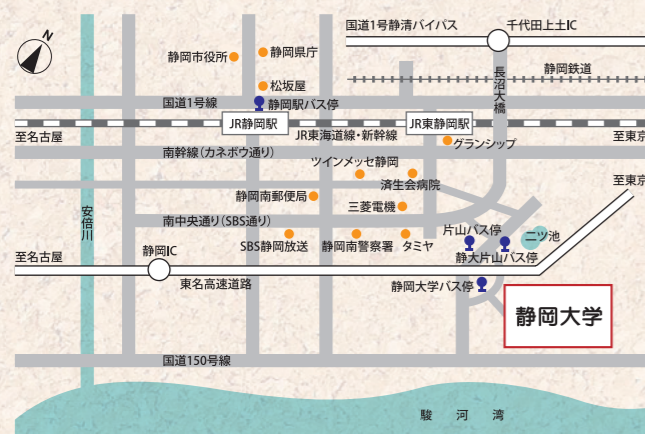 N
国道1号静清バイパス
千代田上土IC
静岡市役所
静岡県庁
長沼大橋
静岡鉄道
松坂屋
国道1号線
静岡駅バス停
JR静岡駅
JR東海道線・新幹線
JR東静岡駅
至名古屋
至東京
グランシップ
南幹線（カネボウ通り）
ツインメッセ静岡
済生会病院
至東京
静岡南郵便局
三菱電機
安倍川
南中央通り（SBS通り）
片山バス停
二ツ池
SBS静岡放送
静岡南警察署
タミヤ
静大片山バス停
静岡IC
至名古屋
東名高速道路
静岡大学バス停
静岡大学
国道150号線
駿河湾